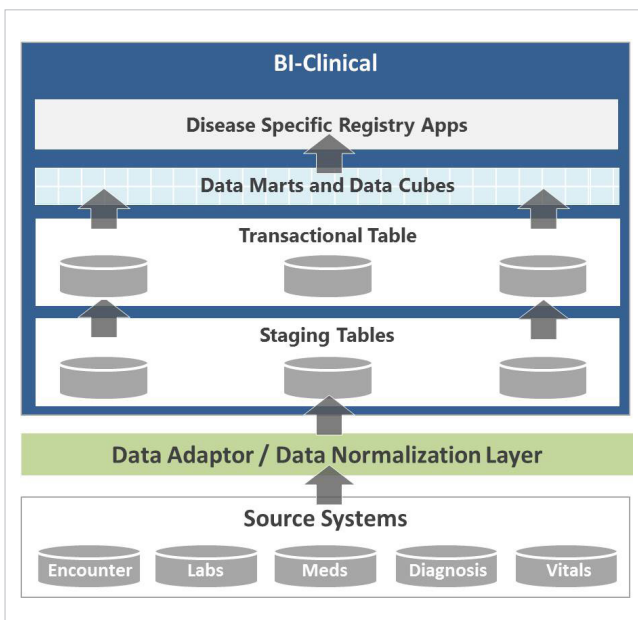 BI-Clinical
Disease Specific Registry Apps
Data Marts and Data Cubes
Transactional Table
Staging Tables
Data Adaptor / Data Normalization Layer
Source Systems
Encounter
Labs
Meds
Diagnosis
Vitals